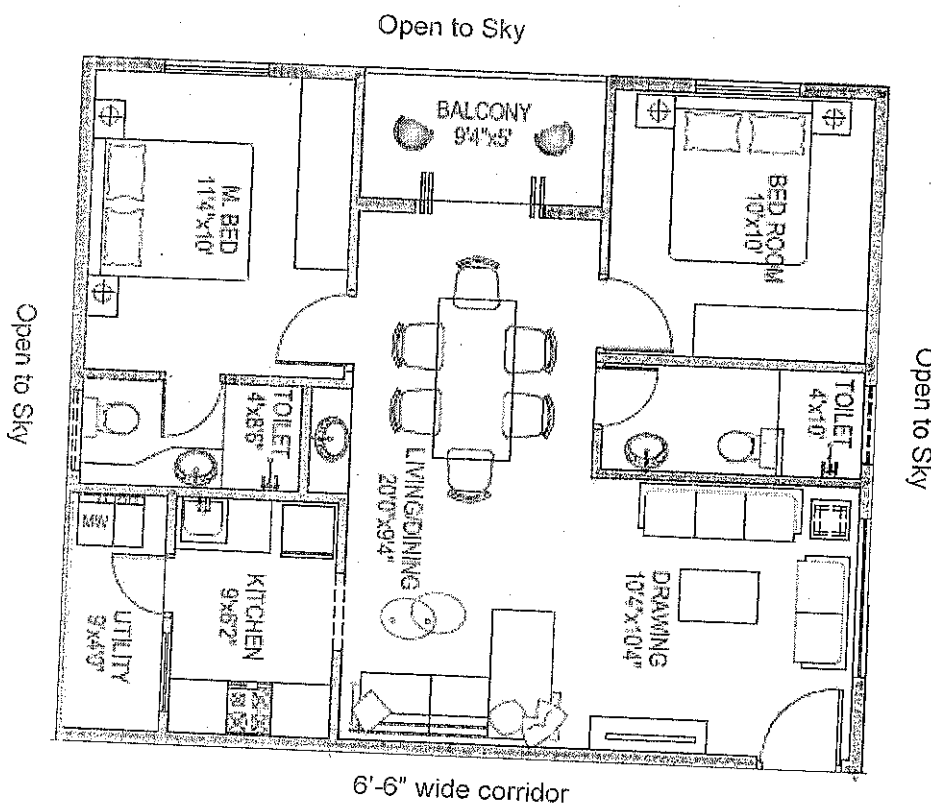 Open to Sky
BALCONY
9'4"x5'
M. BED
11'4"x10'
BED ROOM
10'x10'
Open to Sky
Open to Sky
TOILET
4'x8'6"
TOILET
4'x10'
LIVING/DINING
20'0"x9'4"
DRAWING
10'4"x10'4"
MW
KITCHEN
9'x6'2"
UTILITY
9'x4'0"
6'-6" wide corridor